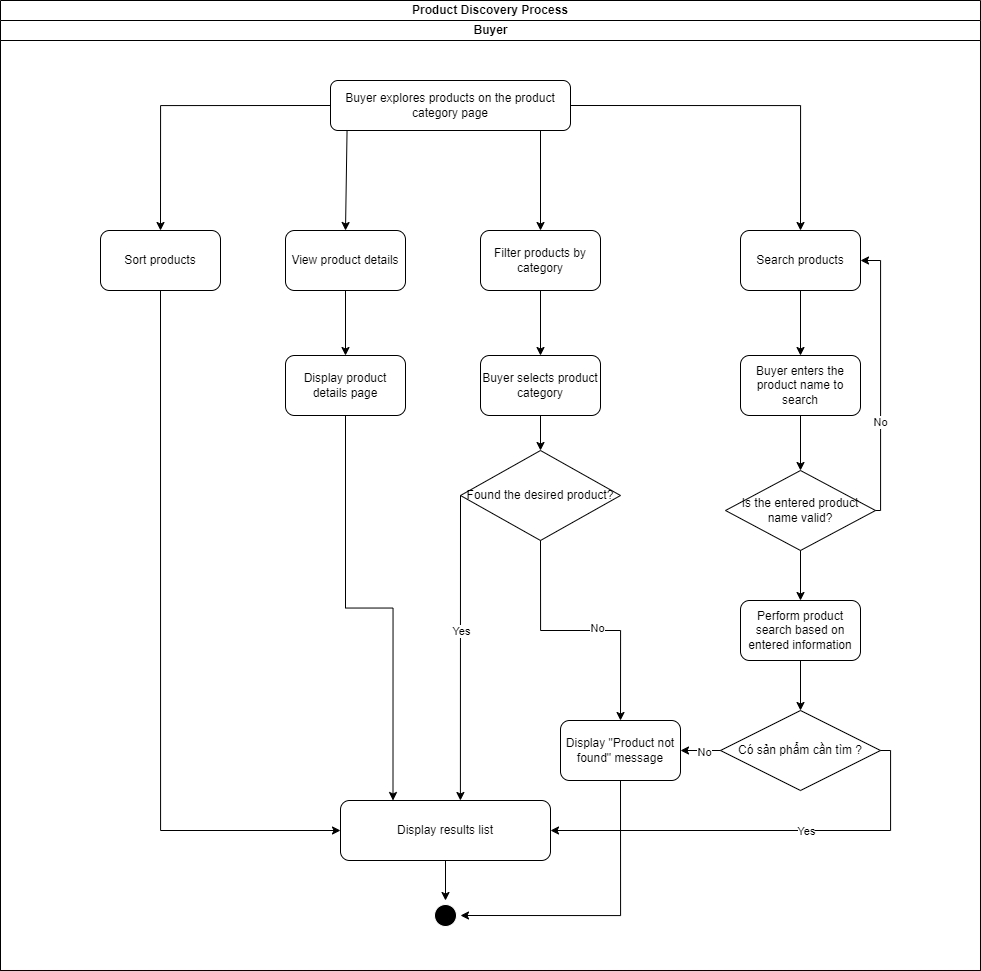 Product Discovery Process
Buyer
Buyer explores products on the product
category page
Sort products
View product details
Filter products by
category
Search products
Display product
details page
Buyer selects product
category
Buyer enters the
product name to
search
No
Found the desired product?
Is the entered product
name valid?
Yes
No
Perform product
search based on
entered information
Display "Product not
found" message
No
Có sản phẩm cần tìm ?
Display results list
Yes